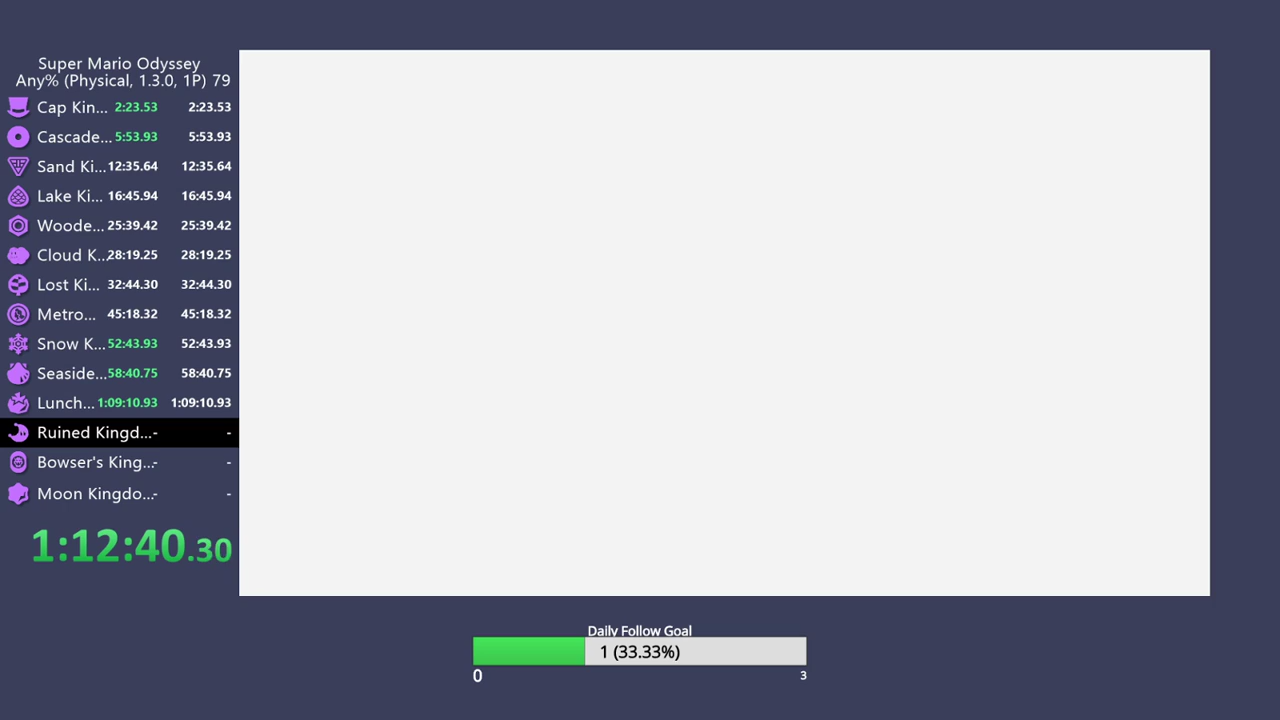 Super Mario Odyssey
Any% (Physical, 1.3.0, 1P) 79
Cap Kin... 2:23.53 2:23.53
Cascade... 5:53.93 5:53.93
Sand Ki... 12:35.64 12:35.64
Lake Ki... 16:45.94 16:45.94
Woode... 25:39.42 25:39.42
Cloud K... 28:19.25 28:19.25
Lost Ki... 32:44.30 32:44.30
Metro... 45:18.32 45:18.32
Snow K... 52:43.93 52:43.93
Seaside... 58:40.75 58:40.75
Lunch... 1:09:10.93 1:09:10.93
Ruined Kingd... - -
Bowser's King... - -
Moon Kingdo... - -
1:12:40.30
Daily Follow Goal
1 (33.33%)
0 3